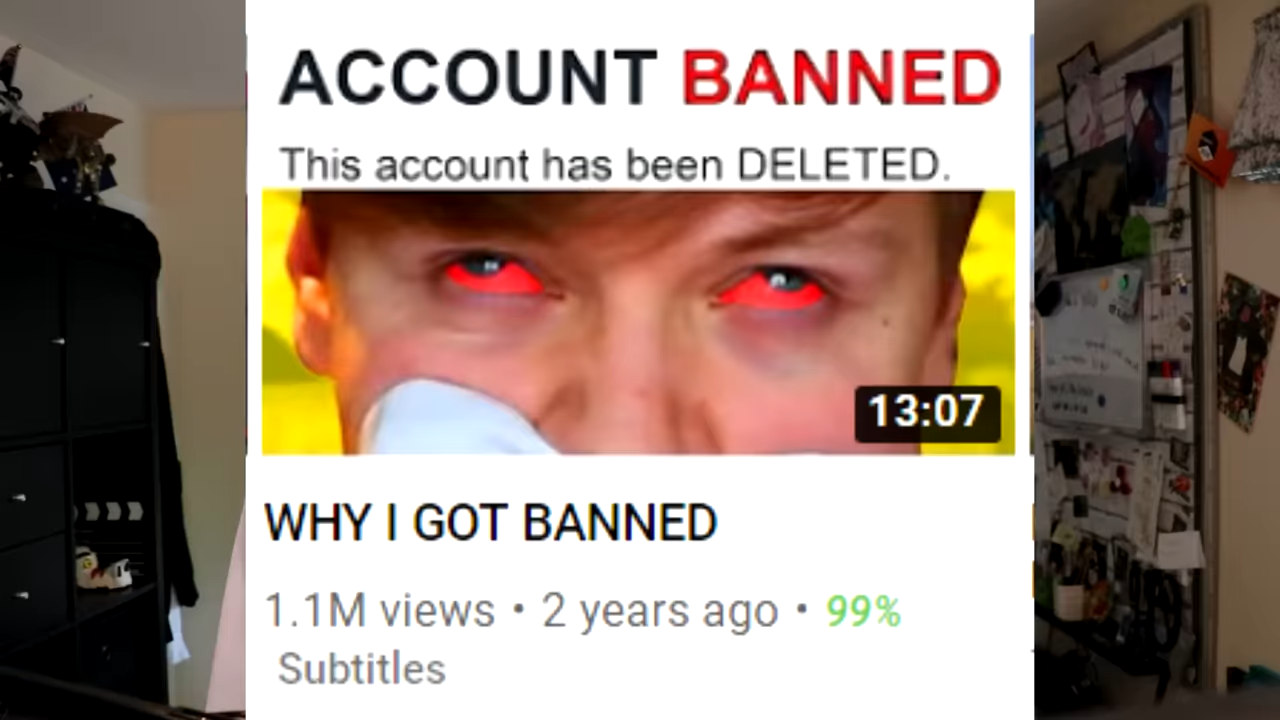 ACCOUNT BANNED
This account has been DELETED.
13:07
WHY I GOT BANNED
1.1M views • 2 years ago • 99%
Subtitles